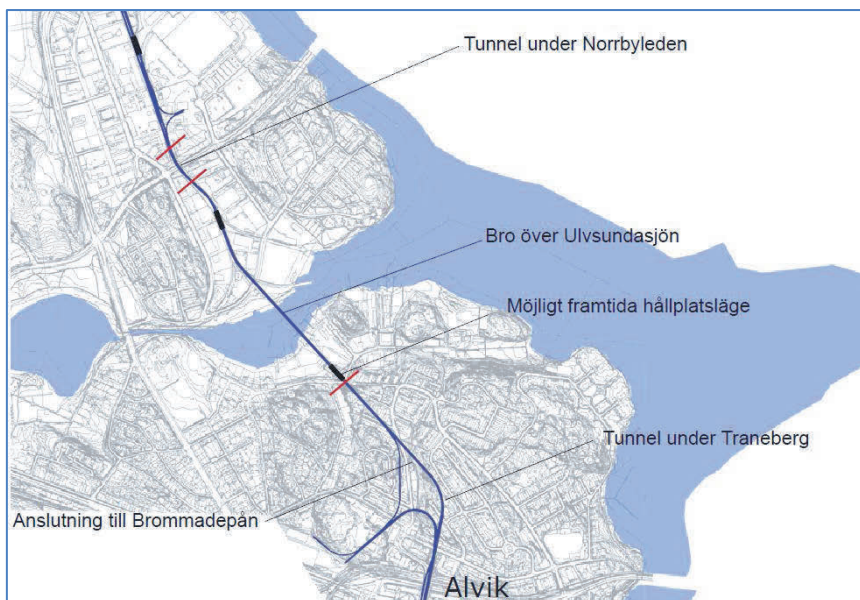 Tunnel under Norrbyleden
Bro över Ulvsundasjön
Möjligt framtida hållplatsläge
Tunnel under Traneberg
Anslutning till Brommadepån
Alvik